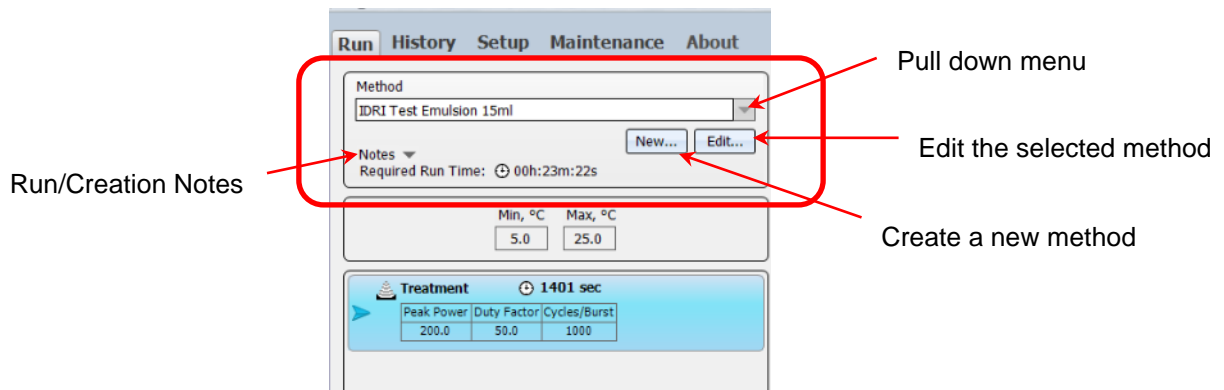 Run History Setup Maintenance About
Pull down menu
Method
IDRI Test Emulsion 15ml
New... Edit...
Edit the selected method
Notes
Required Run Time: 00h:23m:22s
Run/Creation Notes
Min, °C Max, °C
5.0 25.0
Create a new method
Treatment 1401 sec
Peak Power Duty Factor Cycles/Burst
200.0 50.0 1000